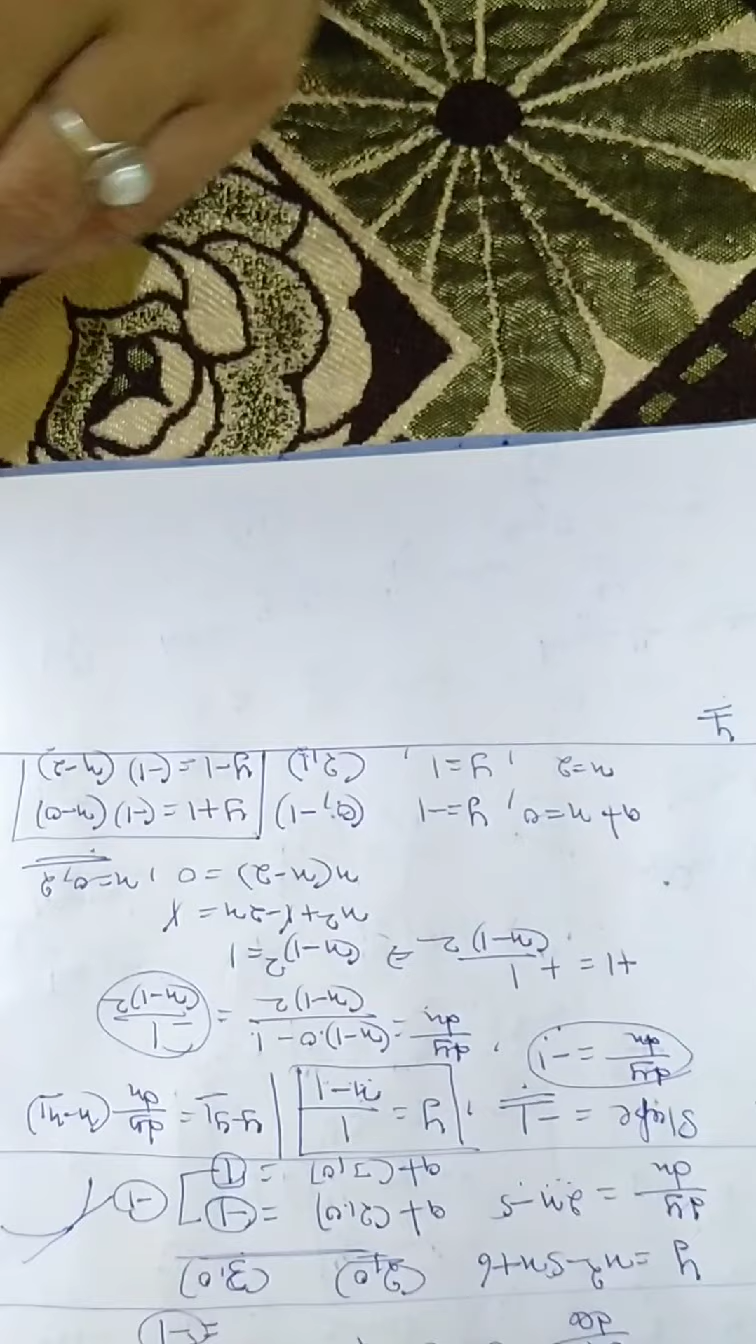 = -1
y = x²-5x+6 (2,0) (3,0)
dy/dx = 2x-5 at (2,0) = -1
at (3,0) = 1 -1
Slope = -1, y = 1/(x-1) y-y₁ = dy/dx (x-x₁)
dy/dx = -1, dy/dx = ((x-1).0-1)/(x-1)² = -1/(x-1)²
+1 = +1/(x-1)² ⇒ (x-1)² = 1
x²+1-2x = 1
x(x-2) = 0, x=0,2
at x=0, y=-1 (0,-1) y+1 = (-1)(x-0)
x=2, y=1, (2,1) y-1 = (-1)(x-2)